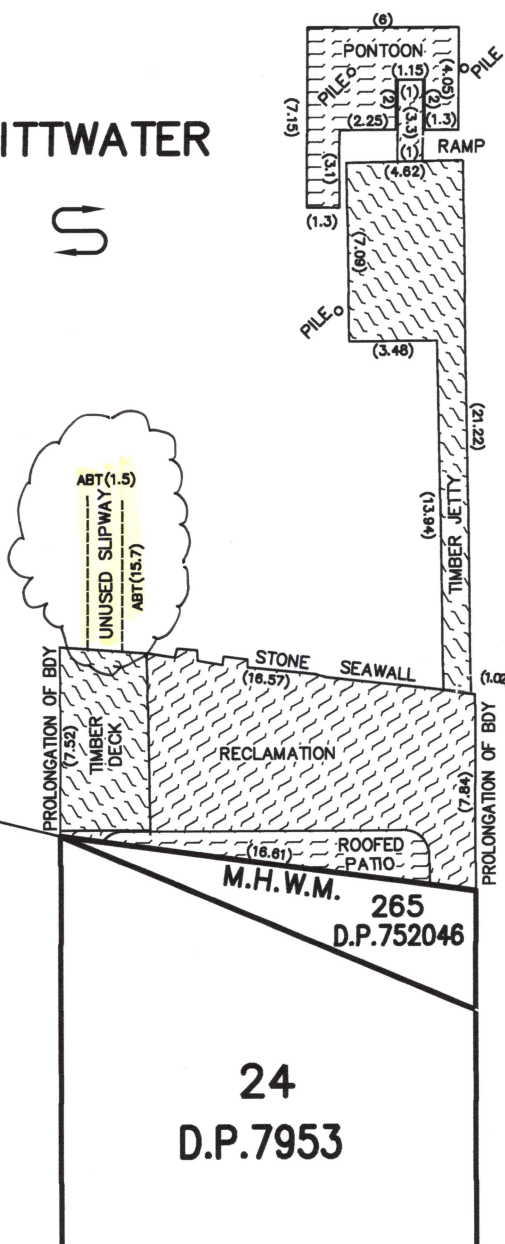 (6)
PONTOON
PILE
(1.15)
(4.05)
PILE
(7.15)
(2)
(1)
(2)
(2.25)
(3.3)
(1.3)
ITTWATER
(3.1)
(1)
RAMP
(4.62)
(1.3)
(7.09)
PILE
(3.48)
(21.22)
ABT(1.5)
UNUSED SLIPWAY
ABT(15.7)
(13.94)
TIMBER JETTY
STONE SEAWALL
(16.57)
(1.02
PROLONGATION OF BDY
(7.52)
TIMBER
DECK
RECLAMATION
(7.84)
PROLONGATION OF BDY
(16.61)
ROOFED
PATIO
M.H.W.M.
265
D.P.752046
24
D.P.7953